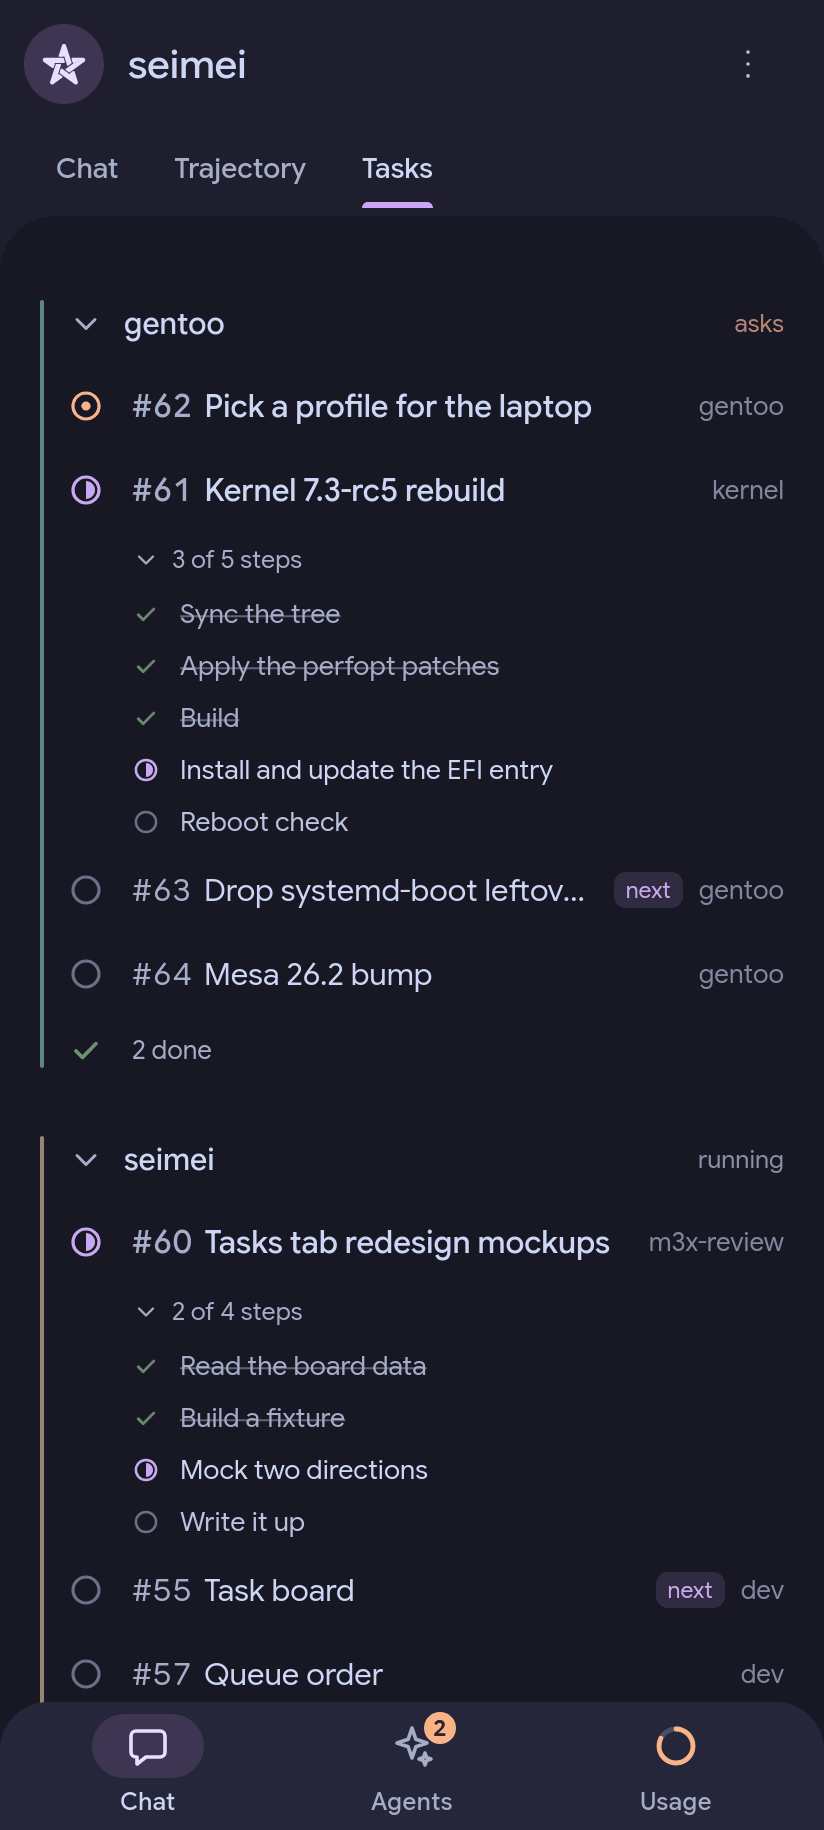 seimei
Chat Trajectory Tasks
gentoo asks
#62 Pick a profile for the laptop gentoo
#61 Kernel 7.3-rc5 rebuild kernel
3 of 5 steps
Sync the tree
Apply the perfopt patches
Build
Install and update the EFI entry
Reboot check
#63 Drop systemd-boot leftov... next gentoo
#64 Mesa 26.2 bump gentoo
2 done
seimei running
#60 Tasks tab redesign mockups m3x-review
2 of 4 steps
Read the board data
Build a fixture
Mock two directions
Write it up
#55 Task board next dev
#57 Queue order dev
2
Chat Agents Usage